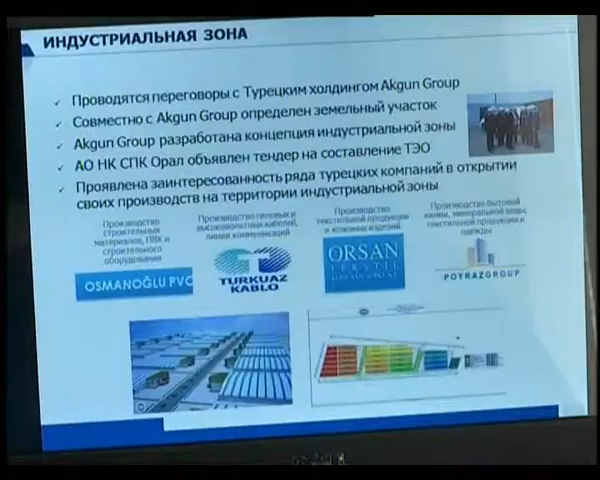 ИНДУСТРИАЛЬНАЯ ЗОНА
✓ Проводятся переговоры с Турецким холдингом Akgun Group
✓ Совместно с Akgun Group определен земельный участок
✓ Akgun Group разработана концепция индустриальной зоны
✓ АО НК СПК Орал объявлен тендер на составление ТЭО
✓ Проявлена заинтересованность ряда турецких компаний в открытии
своих производств на территории индустриальной зоны
Производство
строительных
материалов, ПВХ и
строительного
оборудования
OSMANOĞLU PVC
Производство силовых и
высоковольтных кабелей,
линии коммуникаций
TURKUAZ
KABLO
Производство
текстильной продукции
и кожаных изделий
ORSAN
TEKSTİL
Производство бытовой
химии, минеральной воды,
текстильной продукции и
одежды
POYRAZGROUP